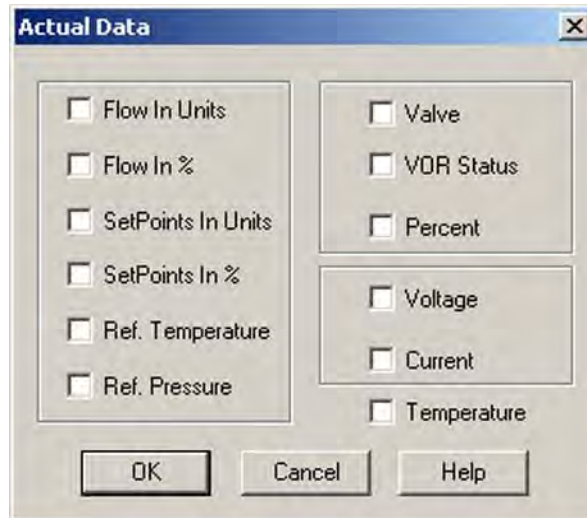 Actual Data
Flow In Units
Flow In %
SetPoints In Units
SetPoints In %
Ref. Temperature
Ref. Pressure
Valve
VOR Status
Percent
Voltage
Current
Temperature
OK
Cancel
Help